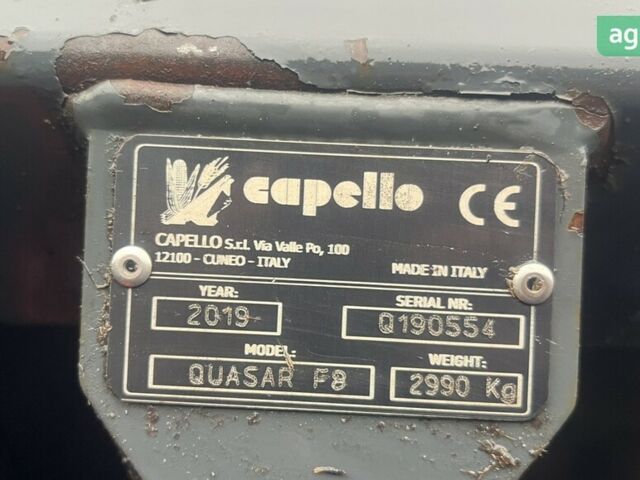 ag
capello CE
CAPELLO S.r.l. Via Valle Po, 100
12100 - CUNEO - ITALY
MADE IN ITALY
YEAR: SERIAL NR:
2019 Q190554
MODEL: WEIGHT:
QUASAR F8 2990 Kg